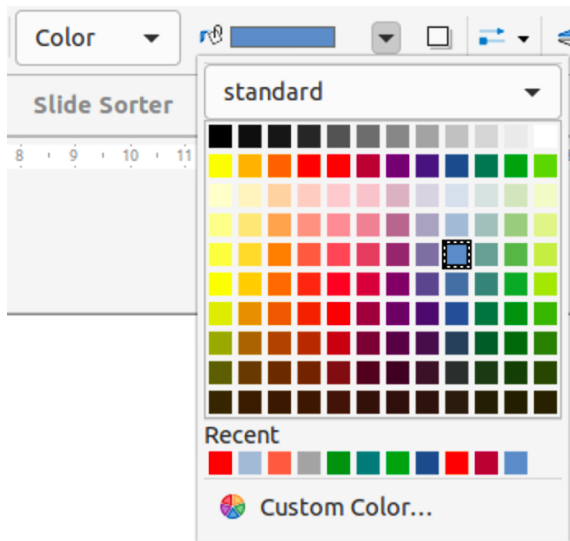 Color
Slide Sorter
8 9 10 11
standard
Recent
Custom Color...